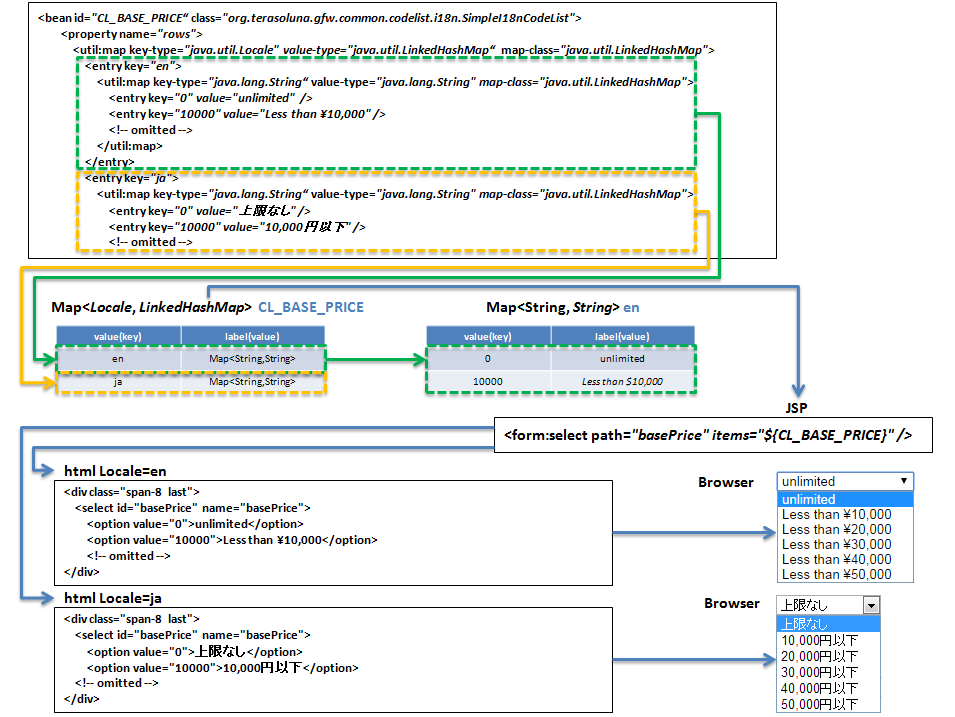 <bean id="CL_BASE_PRICE“ class="org.terasoluna.gfw.common.codelist.i18n.SimpleI18nCodeList">
<property name="rows">
<util:map key-type="java.util.Locale" value-type="java.util.LinkedHashMap“ map-class="java.util.LinkedHashMap">
<entry key="en">
<util:map key-type="java.lang.String“ value-type="java.lang.String" map-class="java.util.LinkedHashMap">
<entry key="0" value="unlimited" />
<entry key="10000" value="Less than ¥10,000" />
<!-- omitted -->
</util:map>
</entry>
<entry key="ja">
<util:map key-type="java.lang.String“ value-type="java.lang.String" map-class="java.util.LinkedHashMap">
<entry key="0" value="上限なし" />
<entry key="10000" value="10,000円以下" />
<!-- omitted -->
Map<Locale, LinkedHashMap> CL_BASE_PRICE
value(key) label(value)
en Map<String,String>
ja Map<String,String>
Map<String, String> en
value(key) label(value)
0 unlimited
10000 Less than $10,000
JSP
<form:select path="basePrice" items="${CL_BASE_PRICE}" />
html Locale=en
<div class="span-8 last">
<select id="basePrice" name="basePrice">
<option value="0">unlimited</option>
<option value="10000">Less than ¥10,000</option>
<!-- omitted -->
</div>
Browser
unlimited
unlimited
Less than ¥10,000
Less than ¥20,000
Less than ¥30,000
Less than ¥40,000
Less than ¥50,000
html Locale=ja
<div class="span-8 last">
<select id="basePrice" name="basePrice">
<option value="0">上限なし</option>
<option value="10000">10,000円以下</option>
<!-- omitted -->
</div>
Browser
上限なし
上限なし
10,000円以下
20,000円以下
30,000円以下
40,000円以下
50,000円以下